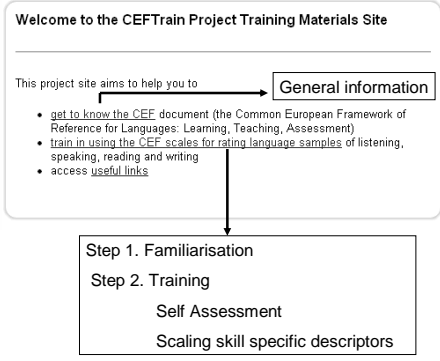 Welcome to the CEFTrain Project Training Materials Site
This project site aims to help you to
General information
• get to know the CEF document (the Common European Framework of
Reference for Languages: Learning, Teaching, Assessment)
• train in using the CEF scales for rating language samples of listening,
speaking, reading and writing
• access useful links
Step 1. Familiarisation
Step 2. Training
Self Assessment
Scaling skill specific descriptors